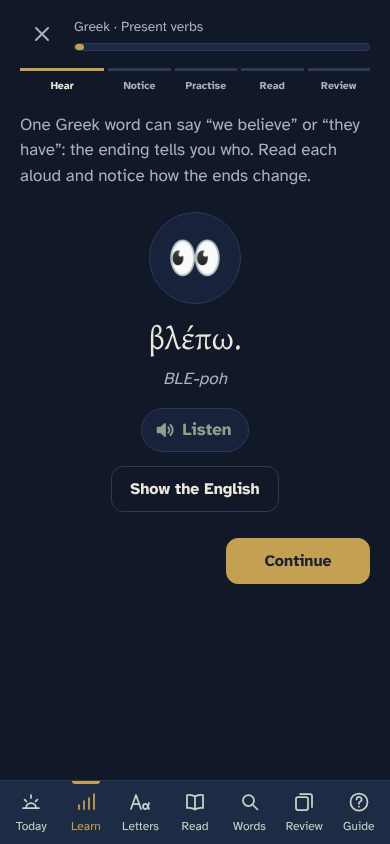 Greek · Present verbs
Hear
Notice
Practise
Read
Review
One Greek word can say “we believe” or “they
have”: the ending tells you who. Read each
aloud and notice how the ends change.
βλέπω.
BLE-poh
Listen
Show the English
Continue
Aα
Today
Learn
Letters
Read
Words
Review
Guide